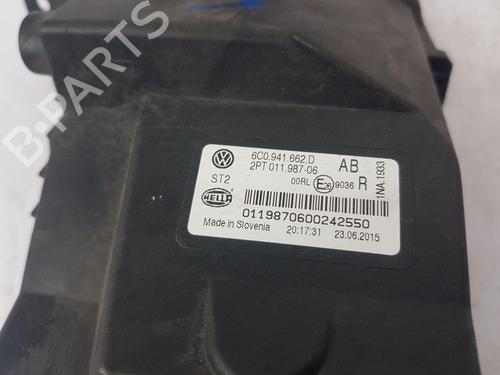 6C0.941.662.D
2PT 011.987-06
AB
ST2
00RL E26 9036 R
1NA.1933
HELLA
0119870600242550
Made in Slovenia 20:17:31 23.06.2015
B-PARTS